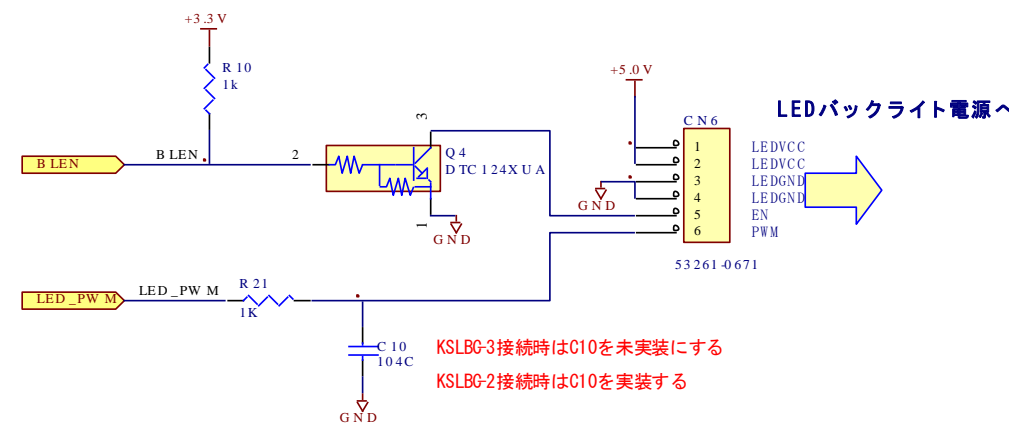 +3.3V
R10
1k
BLEN
BLEN
2
3
Q4
DTC124XUA
1
GND
+5.0V
LEDバックライト電源へ
CN6
1 LEDVCC
2 LEDVCC
3 LEDGND
4 LEDGND
5 EN
6 PWM
GND
53261-0671
LED_PWM
LED_PWM
R21
1K
C10
104C
GND
KSLBG-3接続時はC10を未実装にする
KSLBG-2接続時はC10を実装する